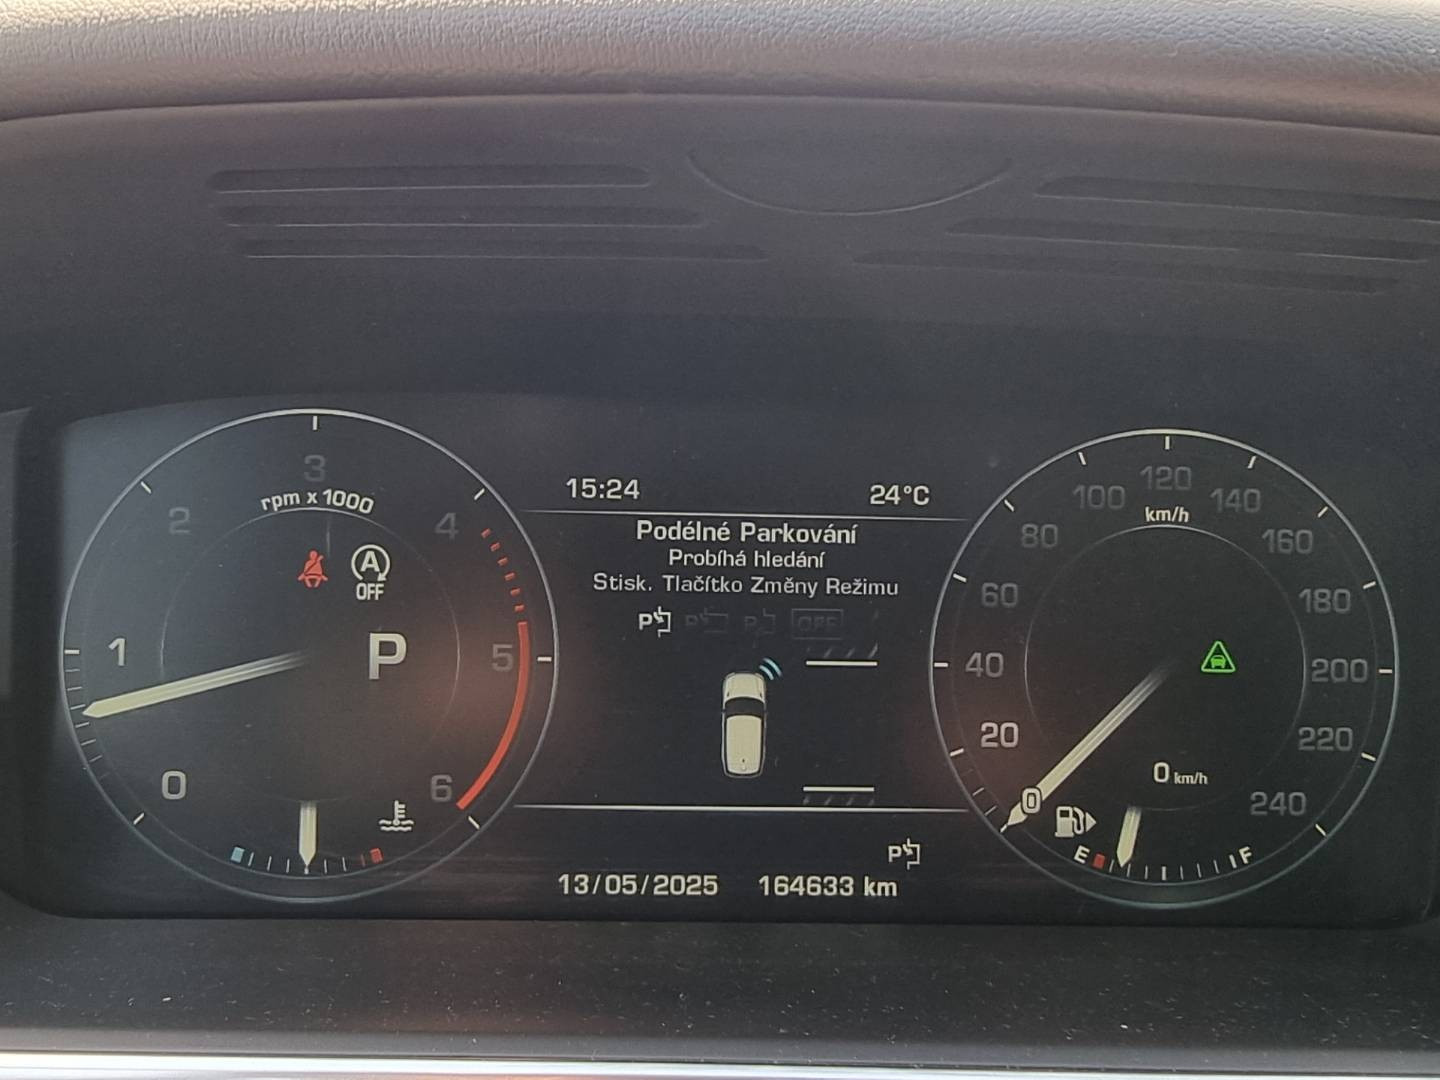 15:24 24°C
Podélné Parkování
Probíhá hledání
Stisk. Tlačítko Změny Režimu
P P P OFF
0 1 2 3 4 5 6
rpm x 1000
A
OFF
P
0 20 40 60 80 100 120 140 160 180 200 220 240
km/h
0 km/h
E F
P
13/05/2025 164633 km